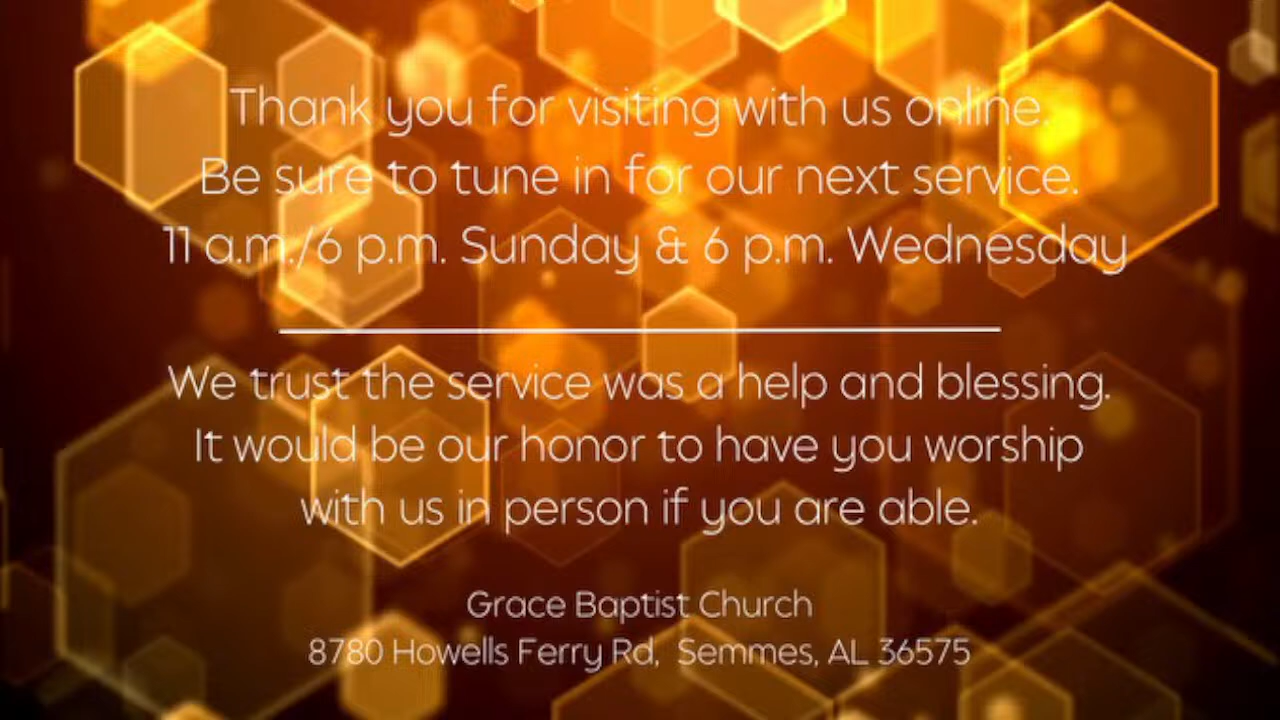 Thank you for visiting with us online.
Be sure to tune in for our next service.
11 a.m./6 p.m. Sunday & 6 p.m. Wednesday
We trust the service was a help and blessing.
It would be our honor to have you worship
with us in person if you are able.
Grace Baptist Church
8780 Howells Ferry Rd, Semmes, AL 36575